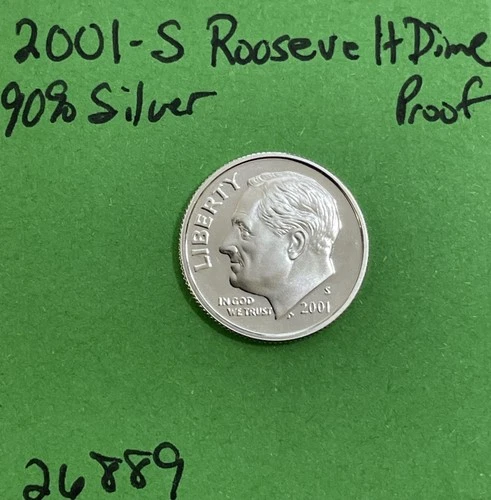 2001-S Roosevelt Dime
90% Silver Proof
LIBERTY
IN GOD
WE TRUST
S
2001
26889